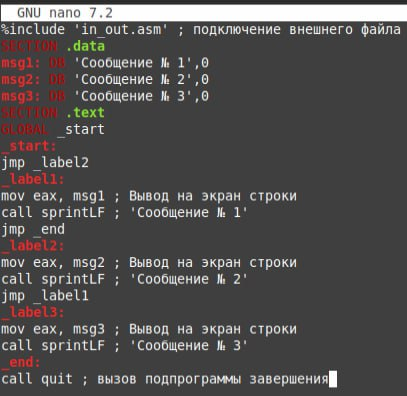 GNU nano 7.2
%include 'in_out.asm' ; подключение внешнего файла
SECTION .data
msg1: DB 'Сообщение № 1',0
msg2: DB 'Сообщение № 2',0
msg3: DB 'Сообщение № 3',0
SECTION .text
GLOBAL _start
_start:
jmp _label2
_label1:
mov eax, msg1 ; Вывод на экран строки
call sprintLF ; 'Сообщение № 1'
jmp _end
_label2:
mov eax, msg2 ; Вывод на экран строки
call sprintLF ; 'Сообщение № 2'
jmp _label1
_label3:
mov eax, msg3 ; Вывод на экран строки
call sprintLF ; 'Сообщение № 3'
_end:
call quit ; вызов подпрограммы завершения